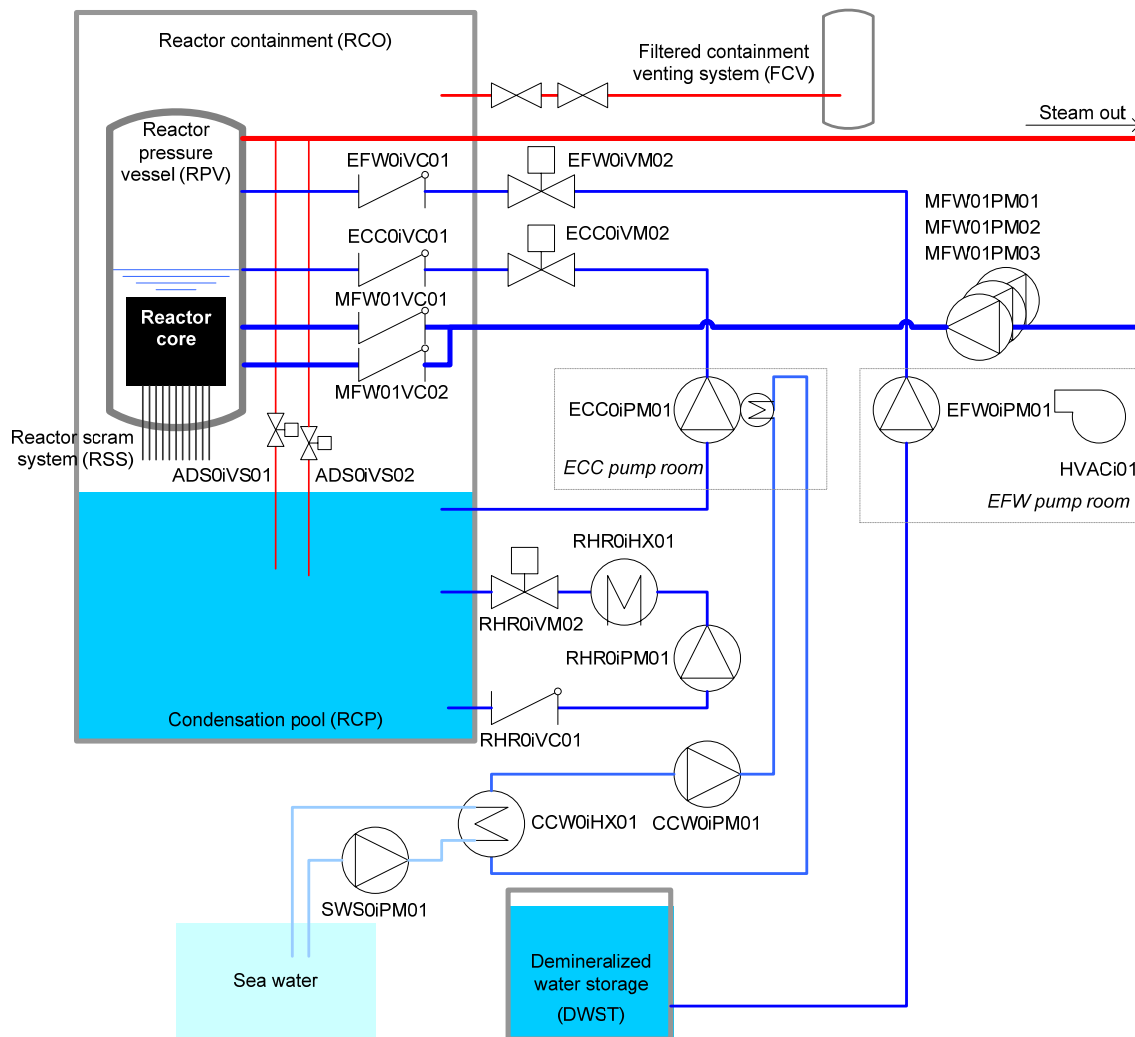 Reactor containment (RCO)
Filtered containment
venting system (FCV)
Steam out
Reactor
pressure
vessel (RPV)
EFW0iVC01
EFW0iVM02
MFW01PM01
MFW01PM02
MFW01PM03
ECC0iVC01
ECC0iVM02
MFW01VC01
Reactor
core
MFW01VC02
ECC0iPM01
EFW0iPM01
Reactor scram
system (RSS)
ADS0iVS01
ADS0iVS02
ECC pump room
HVACi01
EFW pump room
RHR0iHX01
RHR0iVM02
RHR0iPM01
Condensation pool (RCP)
RHR0iVC01
CCW0iHX01
CCW0iPM01
SWS0iPM01
Sea water
Demineralized
water storage
(DWST)